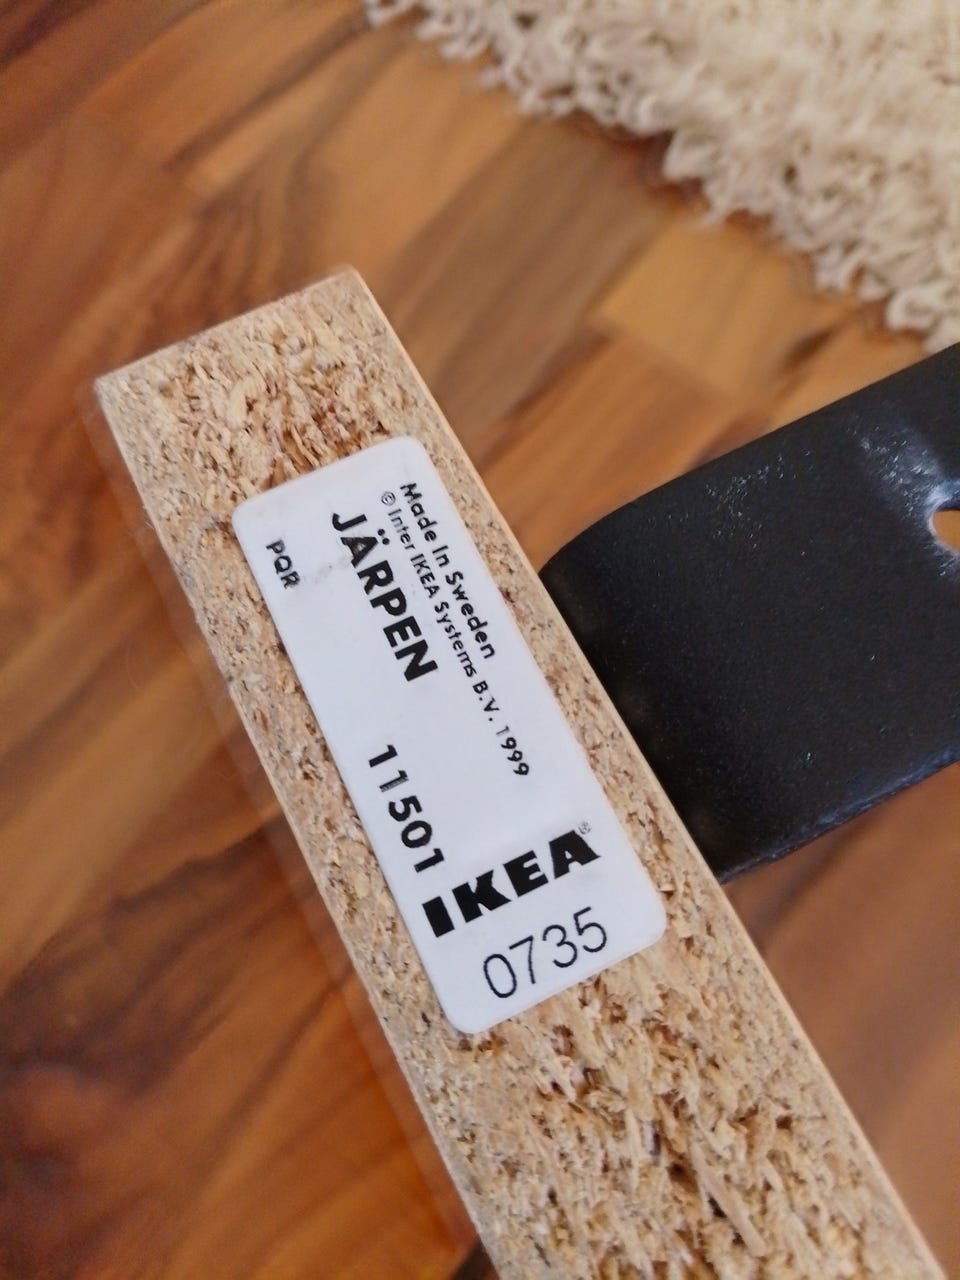 Made In Sweden
© Inter IKEA Systems B.V. 1999
JÄRPEN 11501
PQR
IKEA®
0735